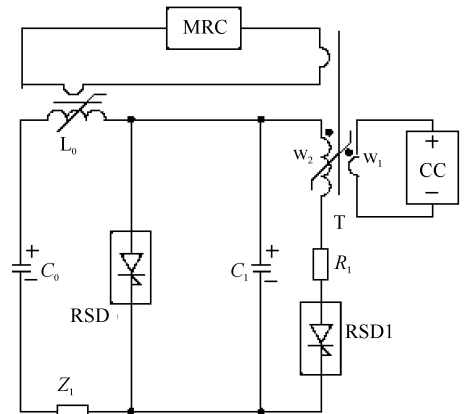 MRC
L₀
W₂
W₁
+
CC
−
T
+
C₀
−
RSD
+
C₁
−
R₁
RSD1
Z₁